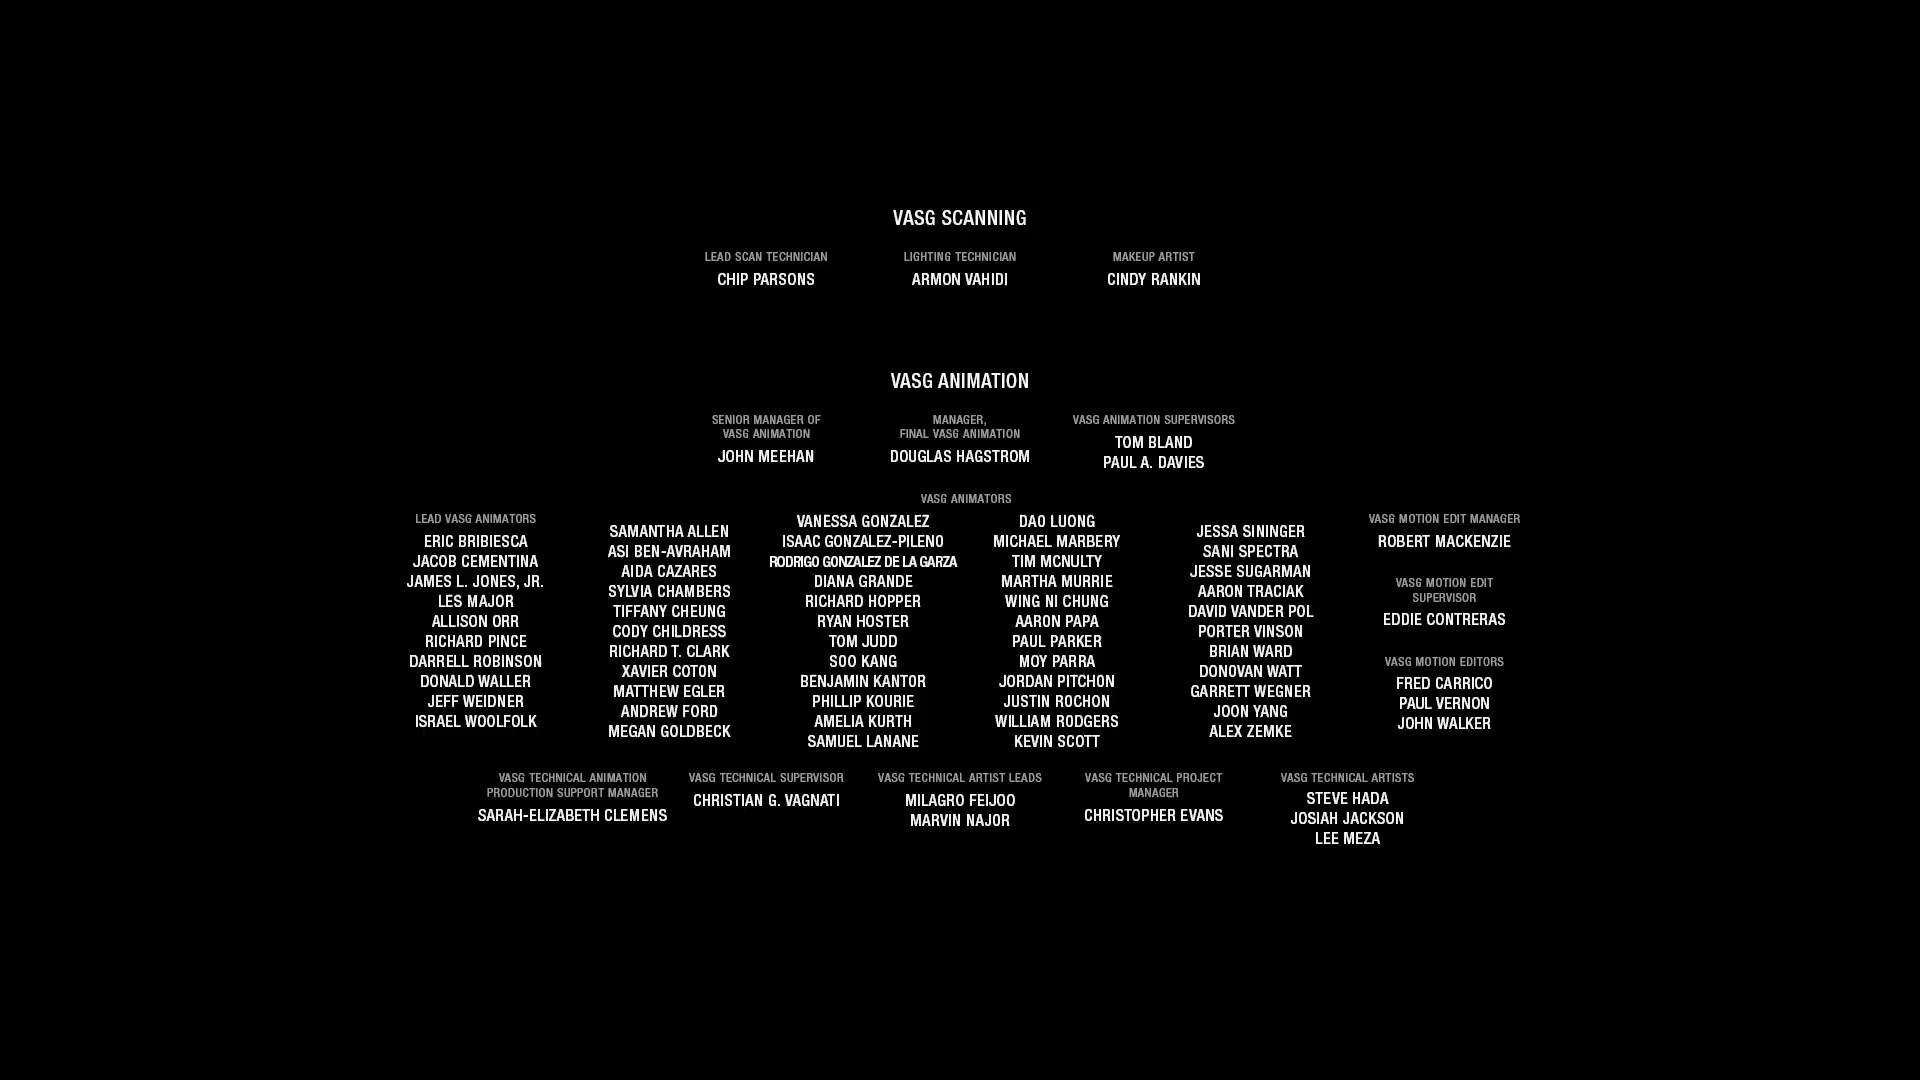 VASG SCANNING
LEAD SCAN TECHNICIAN
CHIP PARSONS
LIGHTING TECHNICIAN
ARMON VAHIDI
MAKEUP ARTIST
CINDY RANKIN
VASG ANIMATION
SENIOR MANAGER OF
VASG ANIMATION
JOHN MEEHAN
MANAGER,
FINAL VASG ANIMATION
DOUGLAS HAGSTROM
VASG ANIMATION SUPERVISORS
TOM BLAND
PAUL A. DAVIES
LEAD VASG ANIMATORS
ERIC BRIBIESCA
JACOB CEMENTINA
JAMES L. JONES, JR.
LES MAJOR
ALLISON ORR
RICHARD PINCE
DARRELL ROBINSON
DONALD WALLER
JEFF WEIDNER
ISRAEL WOOLFOLK
VASG ANIMATORS
SAMANTHA ALLEN
ASI BEN-AVRAHAM
AIDA CAZARES
SYLVIA CHAMBERS
TIFFANY CHEUNG
CODY CHILDRESS
RICHARD T. CLARK
XAVIER COTON
MATTHEW EGLER
ANDREW FORD
MEGAN GOLDBECK
VANESSA GONZALEZ
ISAAC GONZALEZ-PILENO
RODRIGO GONZALEZ DE LA GARZA
DIANA GRANDE
RICHARD HOPPER
RYAN HOSTER
TOM JUDD
SOO KANG
BENJAMIN KANTOR
PHILLIP KOURIE
AMELIA KURTH
SAMUEL LANANE
DAO LUONG
MICHAEL MARBERY
TIM MCNULTY
MARTHA MURRIE
WING NI CHUNG
AARON PAPA
PAUL PARKER
MOY PARRA
JORDAN PITCHON
JUSTIN ROCHON
WILLIAM RODGERS
KEVIN SCOTT
JESSA SININGER
SANI SPECTRA
JESSE SUGARMAN
AARON TRACIAK
DAVID VANDER POL
PORTER VINSON
BRIAN WARD
DONOVAN WATT
GARRETT WEGNER
JOON YANG
ALEX ZEMKE
VASG MOTION EDIT MANAGER
ROBERT MACKENZIE
VASG MOTION EDIT
SUPERVISOR
EDDIE CONTRERAS
VASG MOTION EDITORS
FRED CARRICO
PAUL VERNON
JOHN WALKER
VASG TECHNICAL ANIMATION
PRODUCTION SUPPORT MANAGER
SARAH-ELIZABETH CLEMENS
VASG TECHNICAL SUPERVISOR
CHRISTIAN G. VAGNATI
VASG TECHNICAL ARTIST LEADS
MILAGRO FEIJOO
MARVIN NAJOR
VASG TECHNICAL PROJECT
MANAGER
CHRISTOPHER EVANS
VASG TECHNICAL ARTISTS
STEVE HADA
JOSIAH JACKSON
LEE MEZA